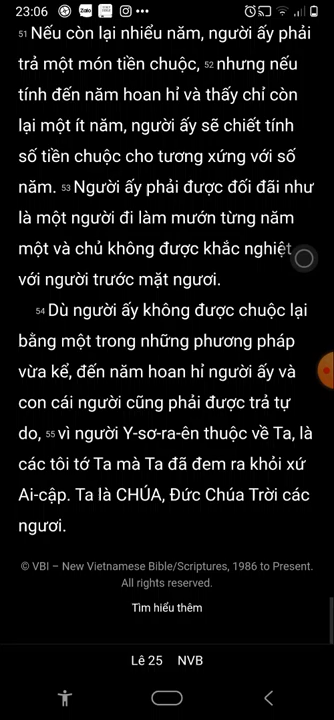 23:06
51 Nếu còn lại nhiều năm, người ấy phải
trả một món tiền chuộc, 52 nhưng nếu
tính đến năm hoan hỉ và thấy chỉ còn
lại một ít năm, người ấy sẽ chiết tính
số tiền chuộc cho tương xứng với số
năm. 53 Người ấy phải được đối đãi như
là một người đi làm mướn từng năm
một và chủ không được khắc nghiệt
với người trước mặt ngươi.
54 Dù người ấy không được chuộc lại
bằng một trong những phương pháp
vừa kể, đến năm hoan hỉ người ấy và
con cái người cũng phải được trả tự
do, 55 vì người Y-sơ-ra-ên thuộc về Ta, là
các tôi tớ Ta mà Ta đã đem ra khỏi xứ
Ai-cập. Ta là CHÚA, Đức Chúa Trời các
ngươi.
© VBI – New Vietnamese Bible/Scriptures, 1986 to Present.
All rights reserved.
Tìm hiểu thêm
Lê 25 NVB